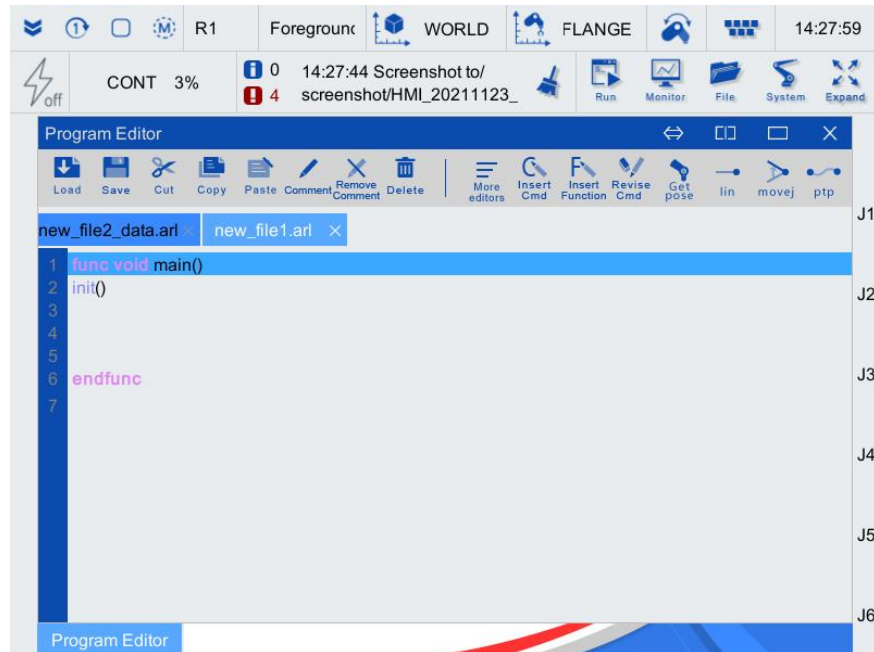 R1 Foreground WORLD FLANGE 14:27:59
off CONT 3% 0 14:27:44 Screenshot to/
4 screenshot/HMI_20211123_
Run Monitor File System Expand
Program Editor
Load Save Cut Copy Paste Comment Remove Comment Delete More editors Insert Cmd Insert Function Revise Cmd Get pose lin movej ptp
new_file2_data.arl new_file1.arl
1 func void main()
2 init()
3
4
5
6 endfunc
7
J1
J2
J3
J4
J5
J6
Program Editor